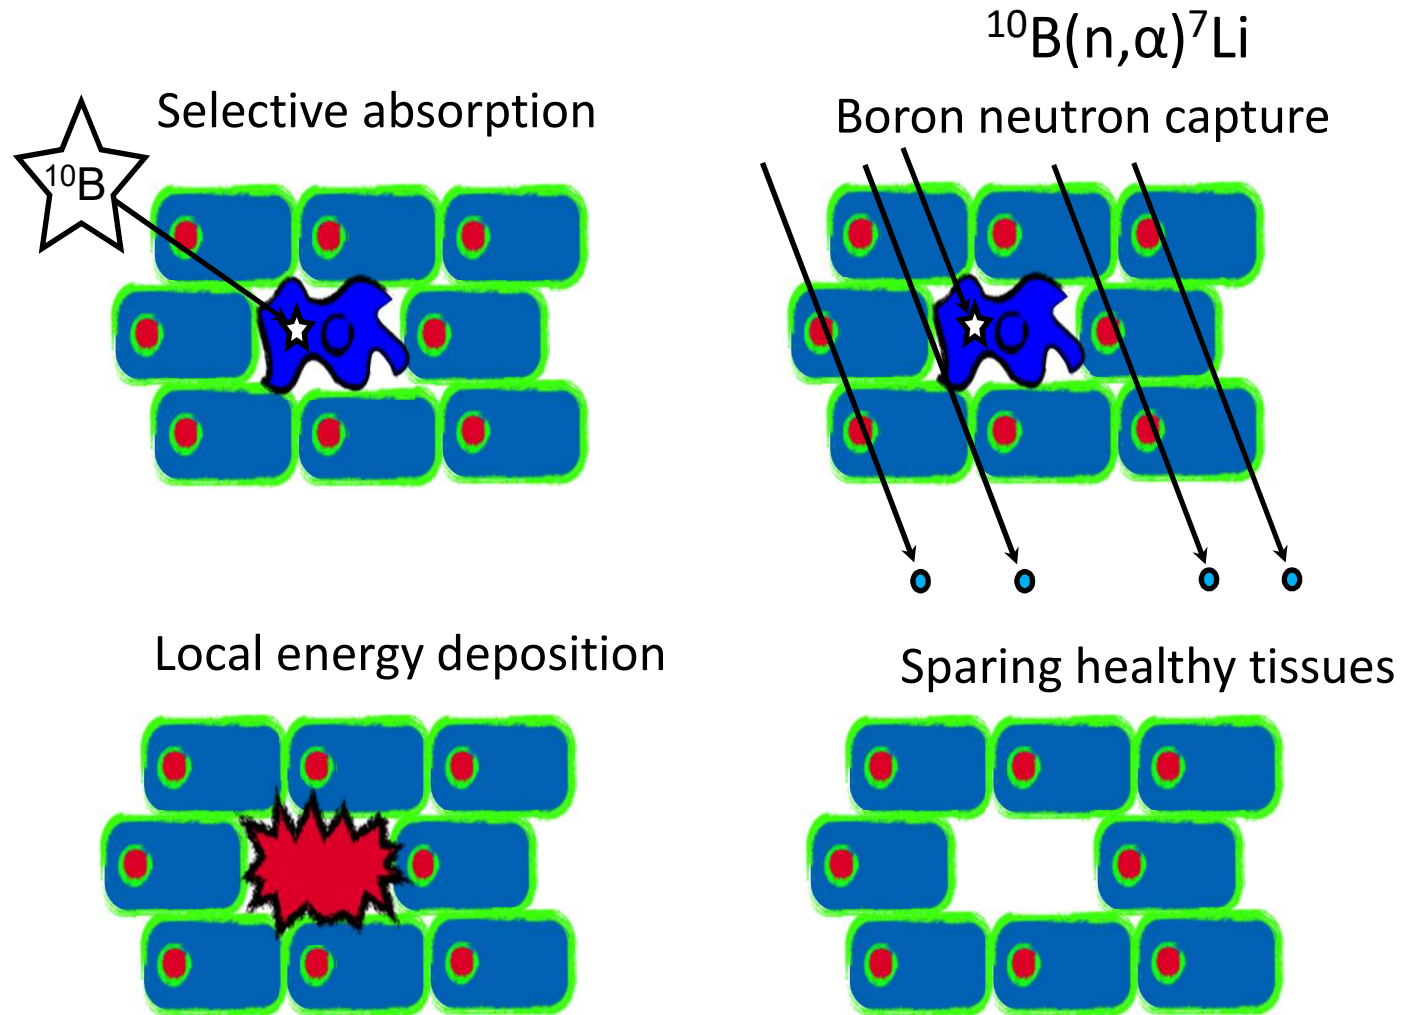 ¹⁰B(n,α)⁷Li
Selective absorption
Boron neutron capture
¹⁰B
Local energy deposition
Sparing healthy tissues